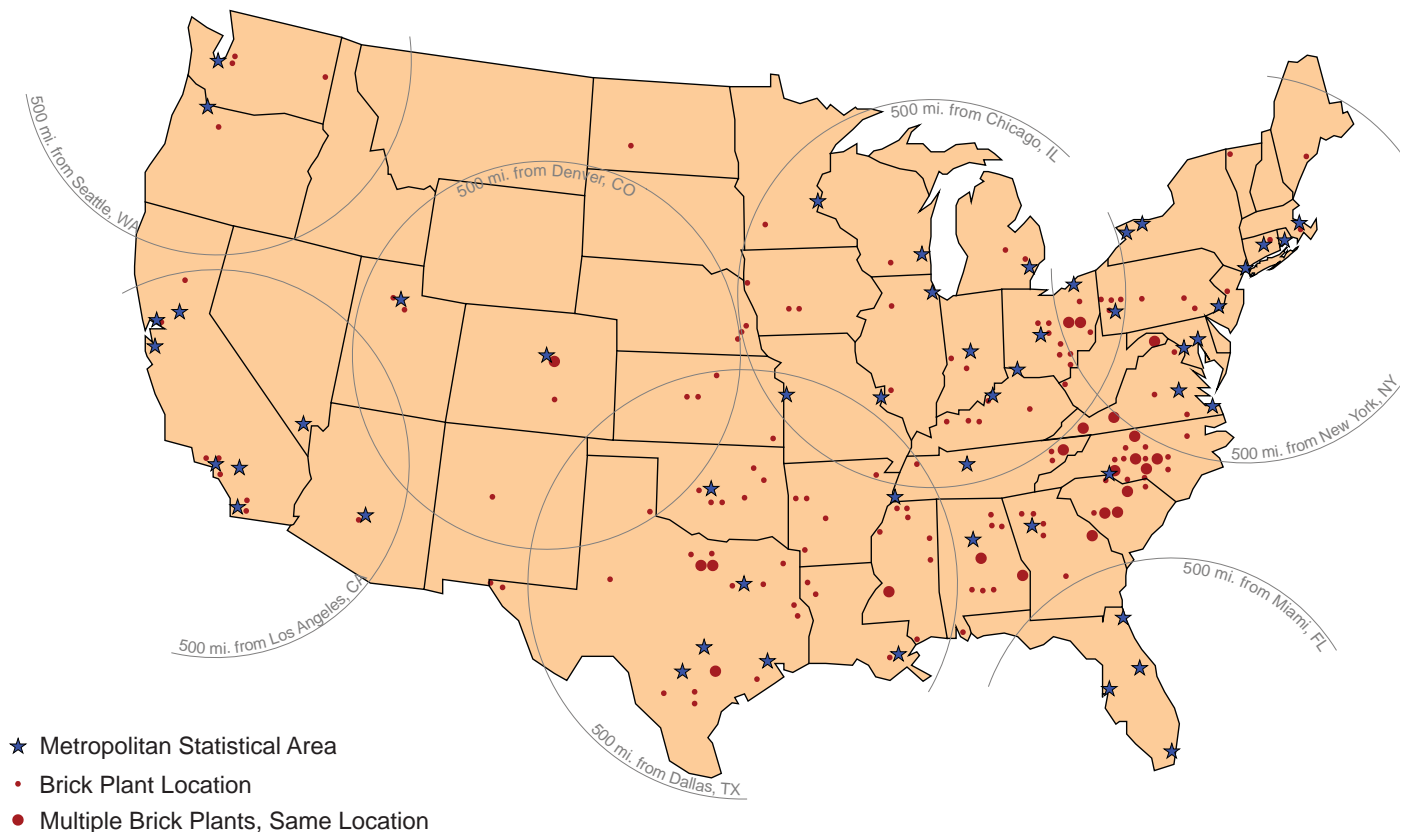 500 mi. from Seattle, WA
500 mi. from Denver, CO
500 mi. from Chicago, IL
500 mi. from New York, NY
500 mi. from Los Angeles, CA
500 mi. from Miami, FL
500 mi. from Dallas, TX
Metropolitan Statistical Area
Brick Plant Location
Multiple Brick Plants, Same Location